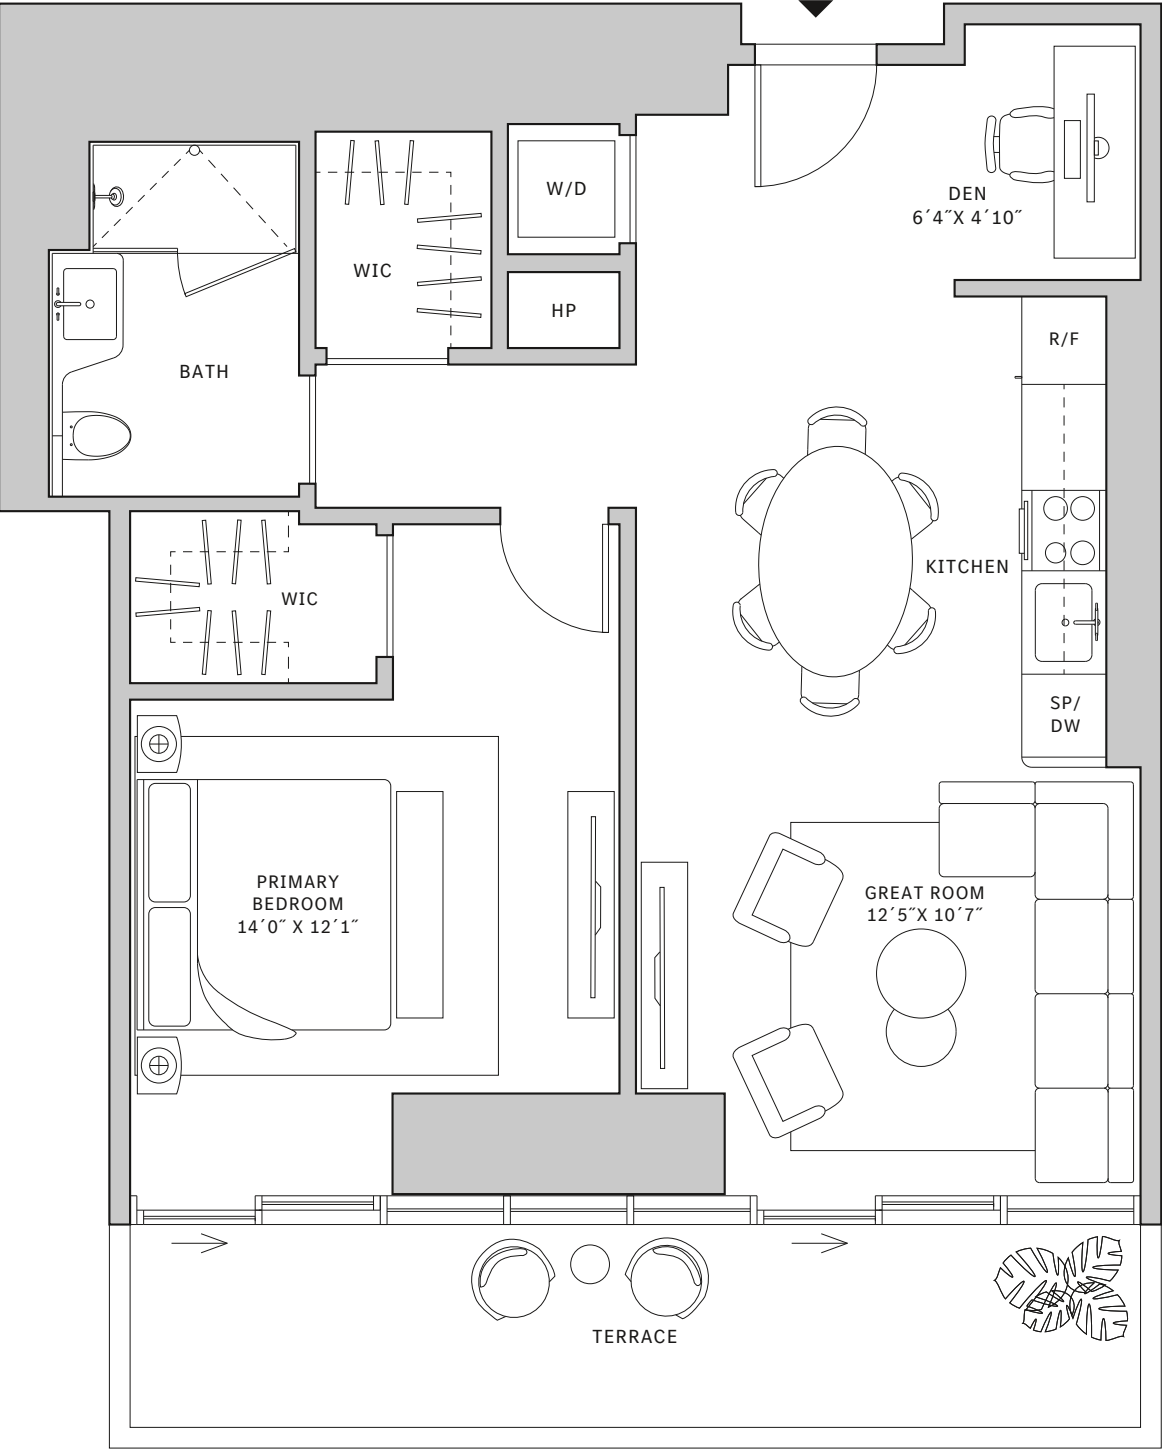 W/D
DEN
6´4˝X 4´10˝
WIC
HP
R/F
BATH
KITCHEN
WIC
SP/
DW
PRIMARY
BEDROOM
14´0˝ X 12´1˝
GREAT ROOM
12´5˝X 10´7˝
TERRACE